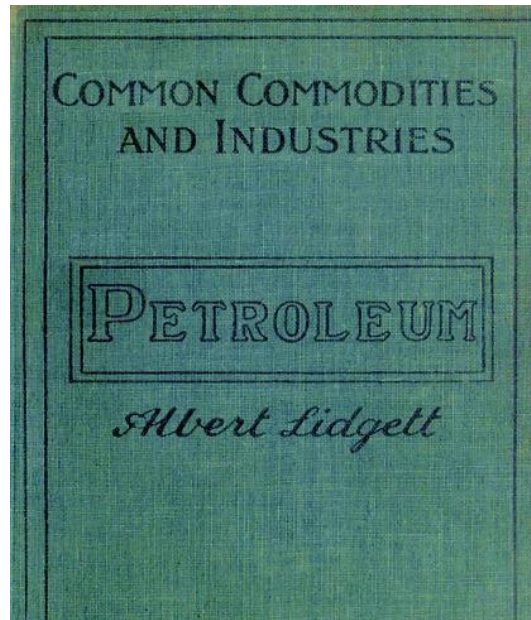 COMMON COMMODITIES
AND INDUSTRIES
PETROLEUM
Albert Lidgett